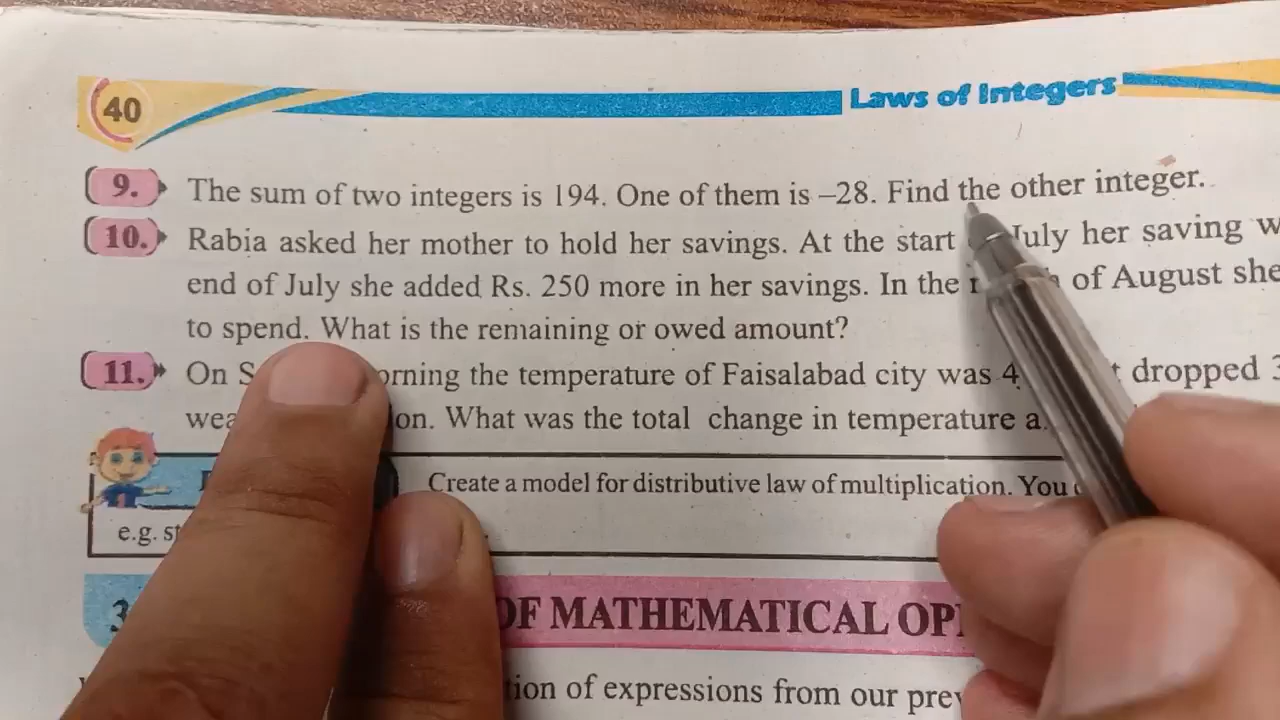 40
Laws of Integers
9. The sum of two integers is 194. One of them is –28. Find the other integer.
10. Rabia asked her mother to hold her savings. At the start July her saving
end of July she added Rs. 250 more in her savings. In the of August she
to spend. What is the remaining or owed amount?
11. On orning the temperature of Faisalabad city was 4 dropped 3
wea on. What was the total change in temperature
Create a model for distributive law of multiplication. You
e.g. st
3
OF MATHEMATICAL OP
tion of expressions from our prev